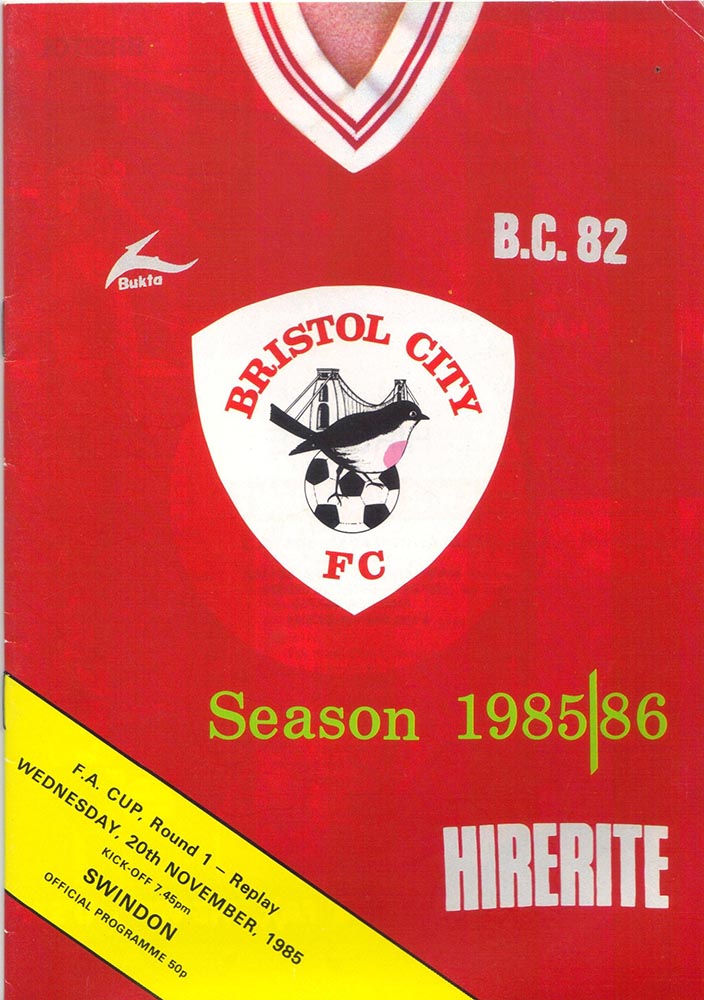 Bukta
B.C. 82
BRISTOL CITY
FC
Season 1985/86
HIRERITE
F.A. CUP, Round 1 – Replay
WEDNESDAY, 20th NOVEMBER, 1985
KICK-OFF 7.45pm
SWINDON
OFFICIAL PROGRAMME 50p